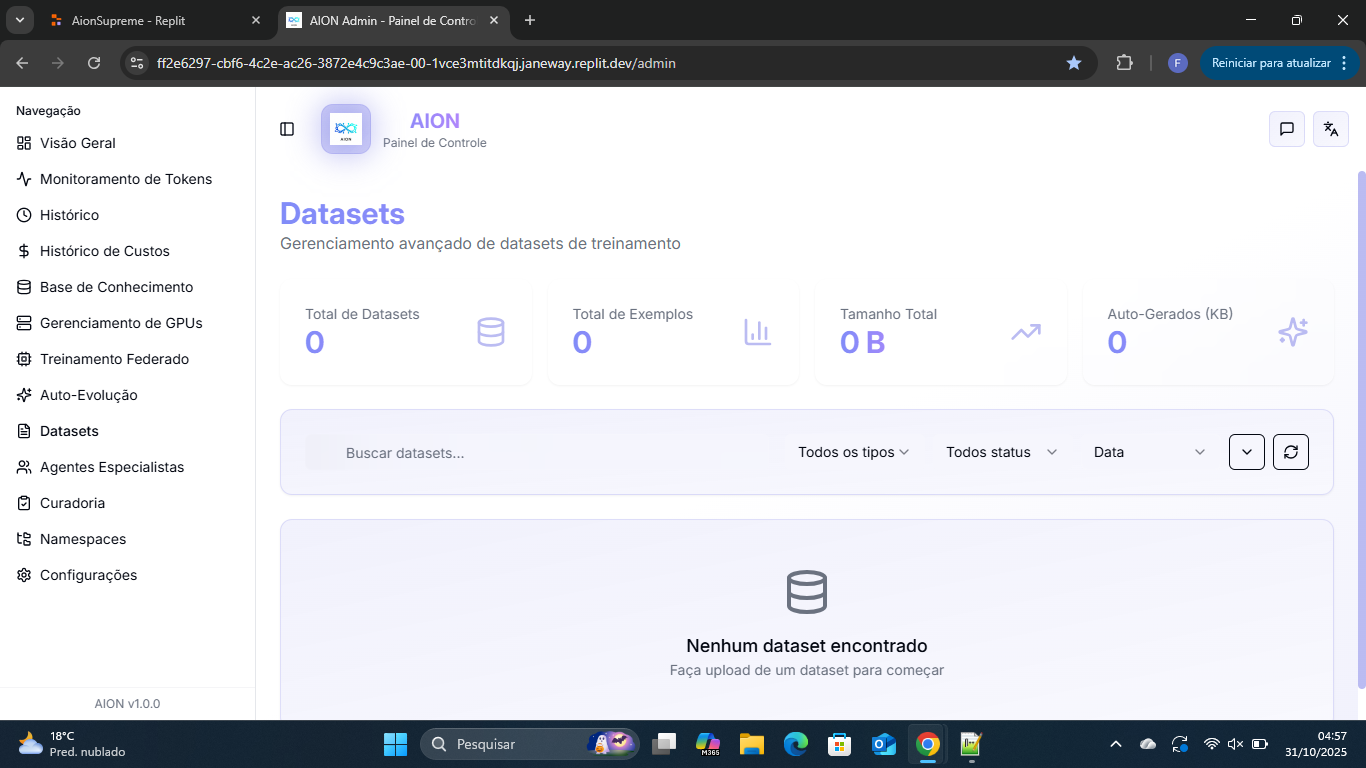 AionSupreme - Replit
AION Admin - Painel de Contro
ff2e6297-cbf6-4c2e-ac26-3872e4c9c3ae-00-1vce3mtitdkqj.janeway.replit.dev/admin
F
Reiniciar para atualizar
Navegação
Visão Geral
Monitoramento de Tokens
Histórico
Histórico de Custos
Base de Conhecimento
Gerenciamento de GPUs
Treinamento Federado
Auto-Evolução
Datasets
Agentes Especialistas
Curadoria
Namespaces
Configurações
AION v1.0.0
AION
AION
Painel de Controle
Datasets
Gerenciamento avançado de datasets de treinamento
Total de Datasets
0
Total de Exemplos
0
Tamanho Total
0 B
Auto-Gerados (KB)
0
Buscar datasets...
Todos os tipos
Todos status
Data
Nenhum dataset encontrado
Faça upload de um dataset para começar
18°C
Pred. nublado
Pesquisar
M365
04:57
31/10/2025